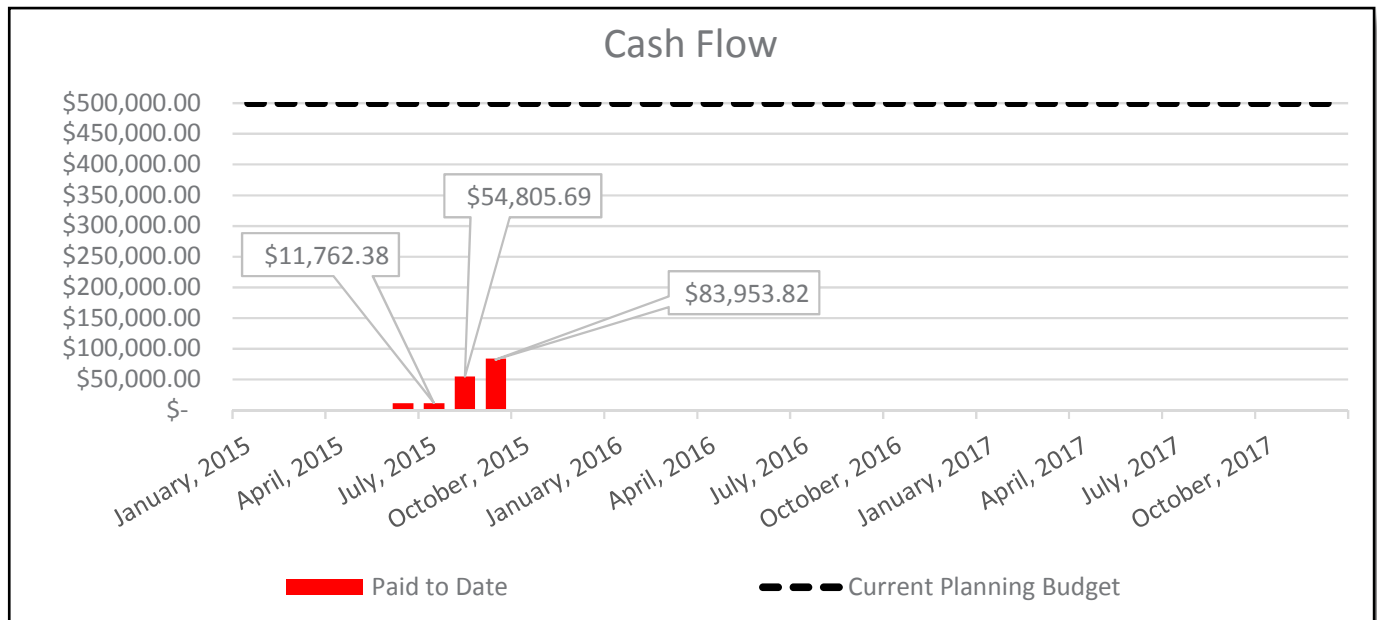 Cash Flow
$500,000.00
$450,000.00
$400,000.00
$350,000.00
$300,000.00
$250,000.00
$200,000.00
$150,000.00
$100,000.00
$50,000.00
$-
$54,805.69
$11,762.38
$83,953.82
January, 2015
April, 2015
July, 2015
October, 2015
January, 2016
April, 2016
July, 2016
October, 2016
January, 2017
April, 2017
July, 2017
October, 2017
Paid to Date
Current Planning Budget